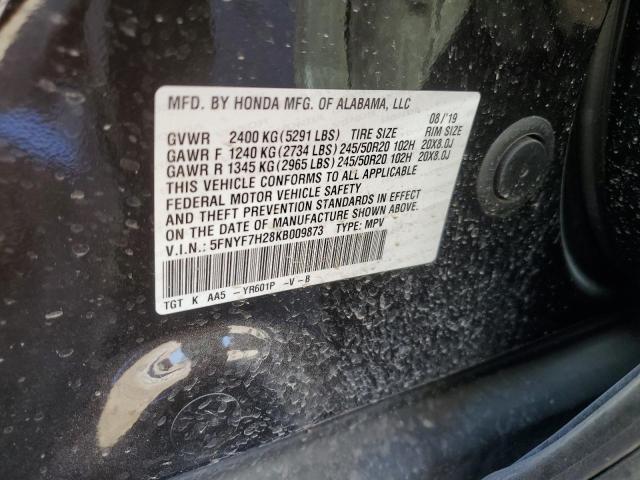 MFD. BY HONDA MFG. OF ALABAMA, LLC 08/'19
GVWR 2400 KG(5291 LBS) TIRE SIZE RIM SIZE
GAWR F 1240 KG(2734 LBS) 245/50R20 102H 20X8.0J
GAWR R 1345 KG(2965 LBS) 245/50R20 102H 20X8.0J
THIS VEHICLE CONFORMS TO ALL APPLICABLE
FEDERAL MOTOR VEHICLE SAFETY
AND THEFT PREVENTION STANDARDS IN EFFECT
ON THE DATE OF MANUFACTURE SHOWN ABOVE.
V.I.N.: 5FNYF7H28KB009873 TYPE: MPV
TGT K AA5 -YR601P -V-B